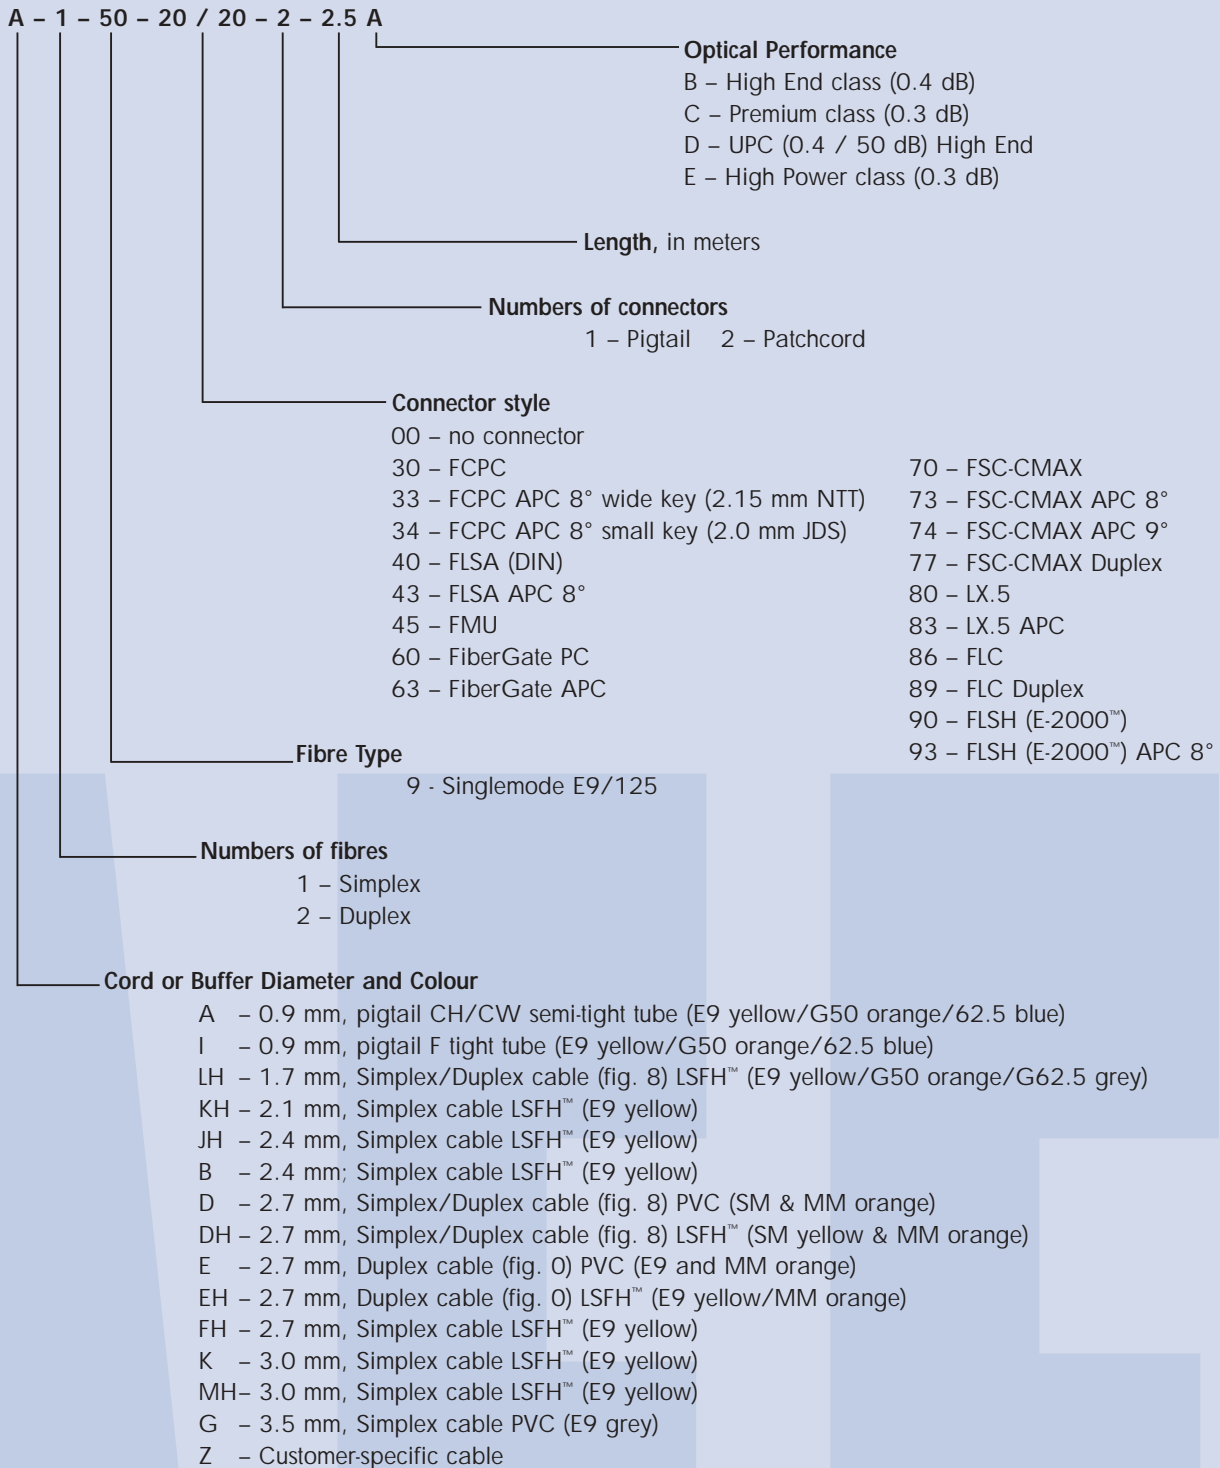 A – 1 – 50 – 20 / 20 – 2 – 2.5 A
Optical Performance
B – High End class (0.4 dB)
C – Premium class (0.3 dB)
D – UPC (0.4 / 50 dB) High End
E – High Power class (0.3 dB)
Length, in meters
Numbers of connectors
1 – Pigtail 2 – Patchcord
Connector style
00 – no connector
30 – FCPC
33 – FCPC APC 8° wide key (2.15 mm NTT)
34 – FCPC APC 8° small key (2.0 mm JDS)
40 – FLSA (DIN)
43 – FLSA APC 8°
45 – FMU
60 – FiberGate PC
63 – FiberGate APC
70 – FSC-CMAX
73 – FSC-CMAX APC 8°
74 – FSC-CMAX APC 9°
77 – FSC-CMAX Duplex
80 – LX.5
83 – LX.5 APC
86 – FLC
89 – FLC Duplex
90 – FLSH (E-2000™)
93 – FLSH (E-2000™) APC 8°
Fibre Type
9 - Singlemode E9/125
Numbers of fibres
1 – Simplex
2 – Duplex
Cord or Buffer Diameter and Colour
A – 0.9 mm, pigtail CH/CW semi-tight tube (E9 yellow/G50 orange/62.5 blue)
I – 0.9 mm, pigtail F tight tube (E9 yellow/G50 orange/62.5 blue)
LH – 1.7 mm, Simplex/Duplex cable (fig. 8) LSFH™ (E9 yellow/G50 orange/G62.5 grey)
KH – 2.1 mm, Simplex cable LSFH™ (E9 yellow)
JH – 2.4 mm, Simplex cable LSFH™ (E9 yellow)
B – 2.4 mm; Simplex cable LSFH™ (E9 yellow)
D – 2.7 mm, Simplex/Duplex cable (fig. 8) PVC (SM & MM orange)
DH – 2.7 mm, Simplex/Duplex cable (fig. 8) LSFH™ (SM yellow & MM orange)
E – 2.7 mm, Duplex cable (fig. 0) PVC (E9 and MM orange)
EH – 2.7 mm, Duplex cable (fig. 0) LSFH™ (E9 yellow/MM orange)
FH – 2.7 mm, Simplex cable LSFH™ (E9 yellow)
K – 3.0 mm, Simplex cable LSFH™ (E9 yellow)
MH– 3.0 mm, Simplex cable LSFH™ (E9 yellow)
G – 3.5 mm, Simplex cable PVC (E9 grey)
Z – Customer-specific cable